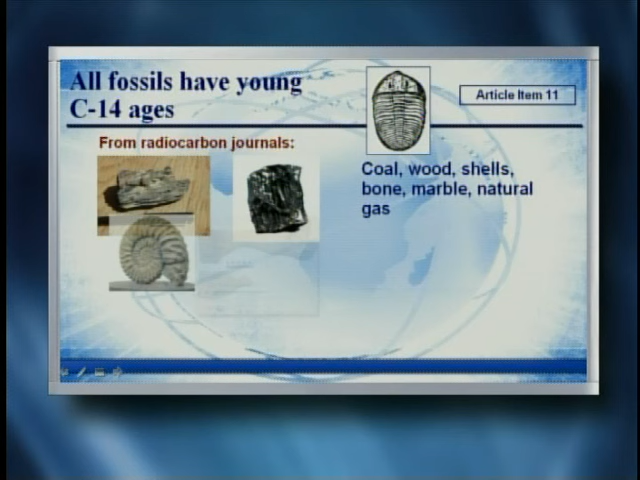 All fossils have young
C-14 ages
Article Item 11
From radiocarbon journals:
Coal, wood, shells,
bone, marble, natural
gas